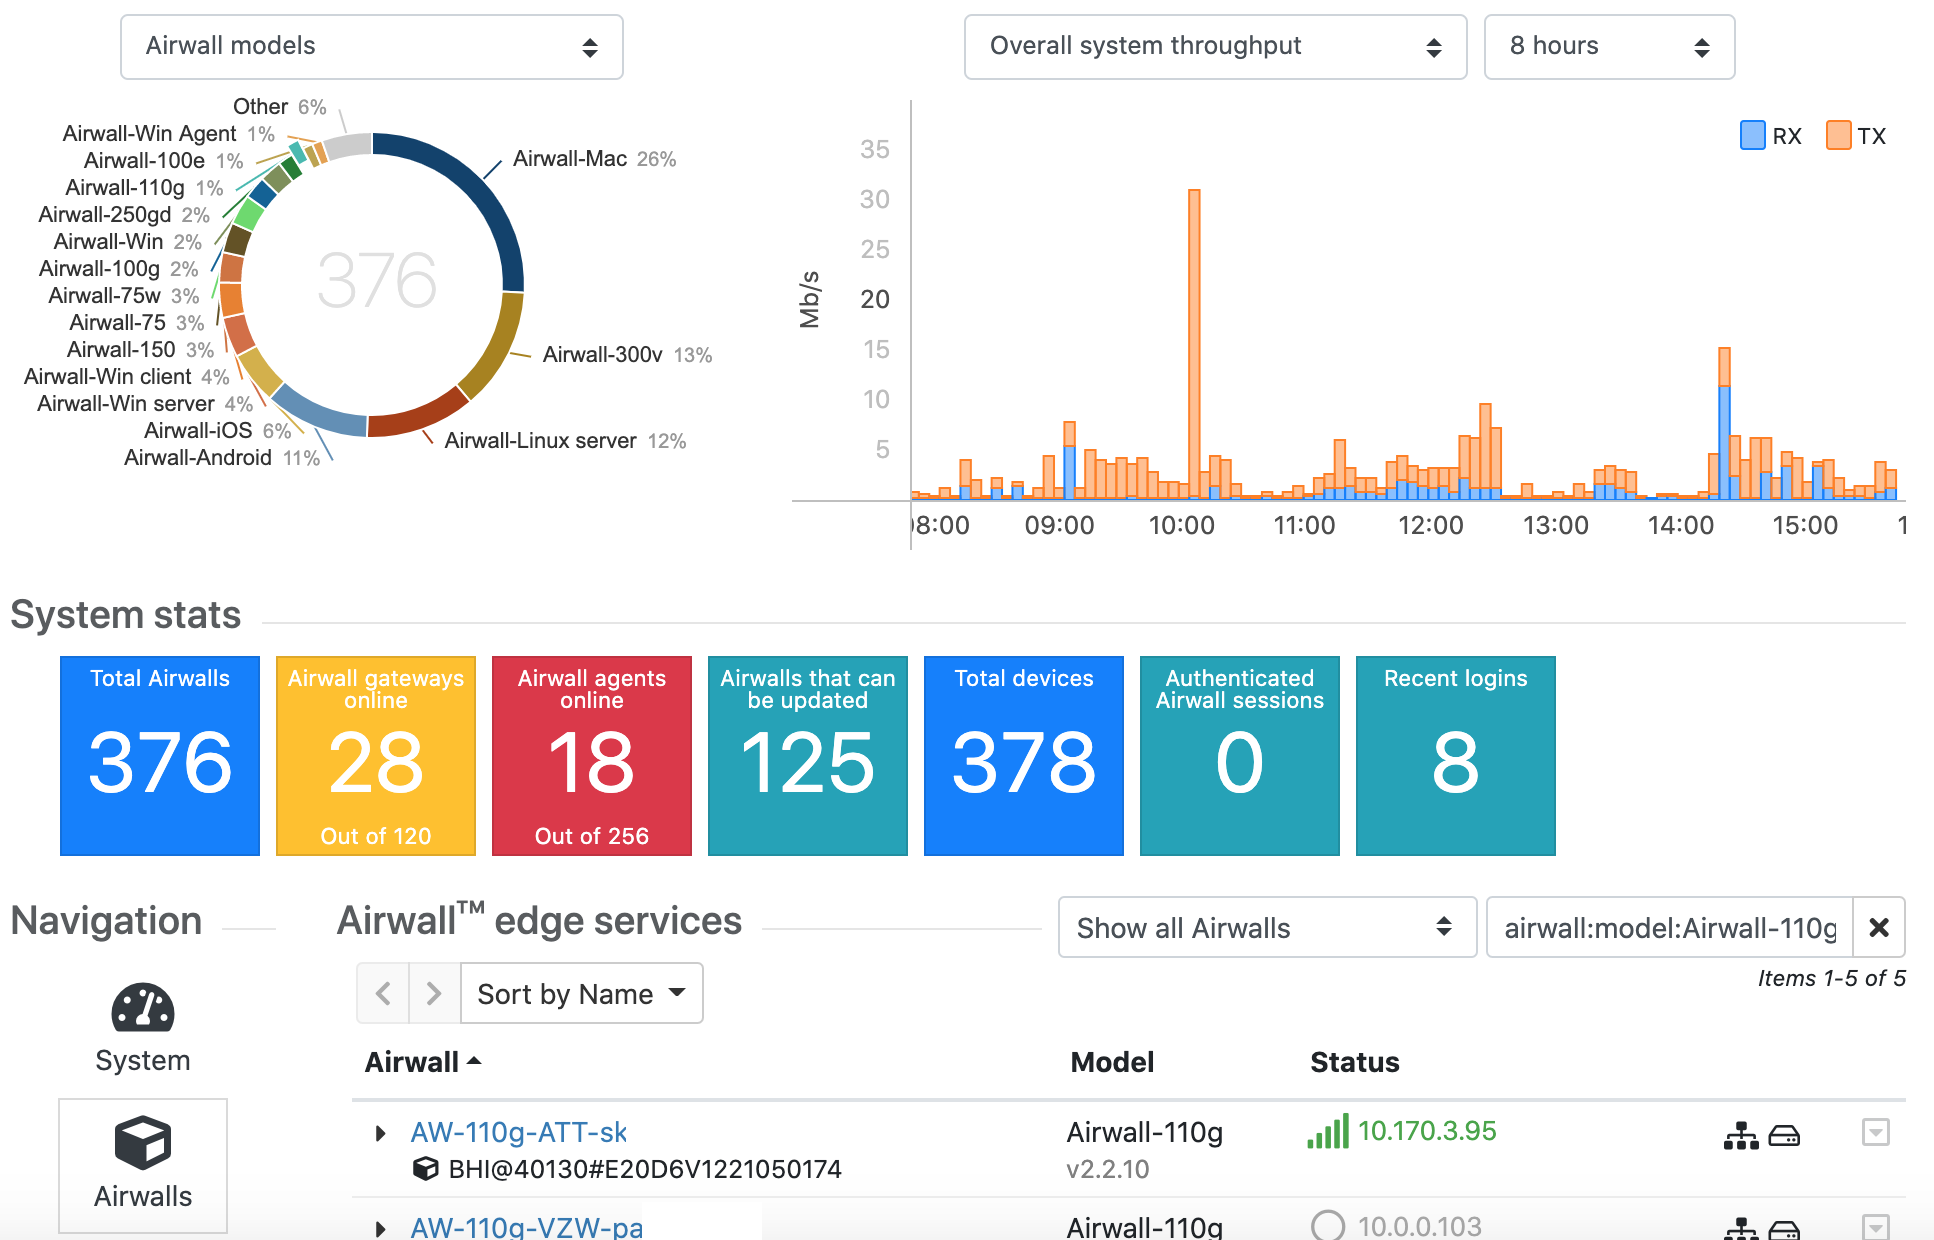 Airwall models
Overall system throughput
8 hours
Other 6%
Airwall-Win Agent 1%
Airwall-100e 1%
Airwall-110g 1%
Airwall-250gd 2%
Airwall-Win 2%
Airwall-100g 2%
Airwall-75w 3%
Airwall-75 3%
Airwall-150 3%
Airwall-Win client 4%
Airwall-Win server 4%
Airwall-iOS 6%
Airwall-Android 11%
Airwall-Mac 26%
Airwall-300v 13%
Airwall-Linux server 12%
376
RX TX
Mb/s
35
30
25
20
15
10
5
8:00 09:00 10:00 11:00 12:00 13:00 14:00 15:00 1
System stats
Total Airwalls
376
Airwall gateways
online
28
Out of 120
Airwall agents
online
18
Out of 256
Airwalls that can
be updated
125
Total devices
378
Authenticated
Airwall sessions
0
Recent logins
8
Navigation
System
Airwalls
Airwall™ edge services
Show all Airwalls
airwall:model:Airwall-110g
Items 1-5 of 5
Sort by Name
Airwall Model Status
AW-110g-ATT-sk Airwall-110g 10.170.3.95
BHI@40130#E20D6V1221050174 v2.2.10
AW-110g-VZW-pa Airwall-110g 10.0.0.103